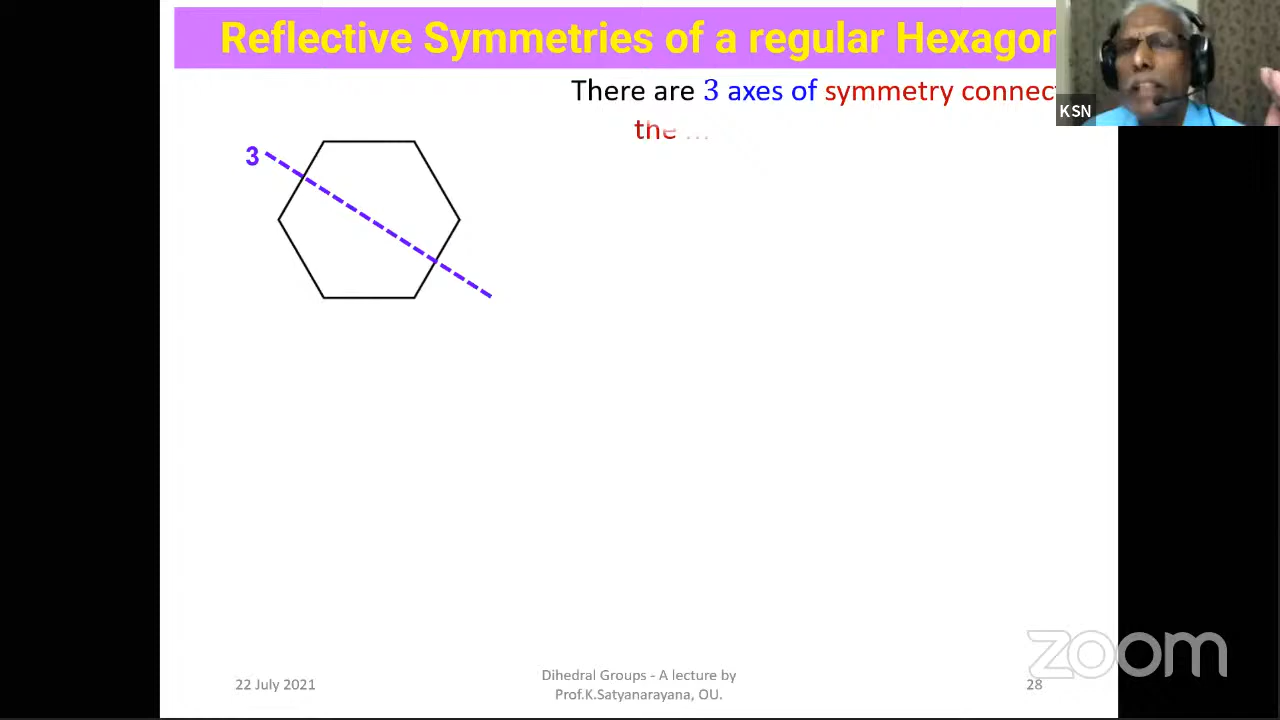 Reflective Symmetries of a regular Hexagon
There are 3 axes of symmetry connect
the ...
KSN
3
22 July 2021
Dihedral Groups - A lecture by
Prof.K.Satyanarayana, OU.
28
zoom